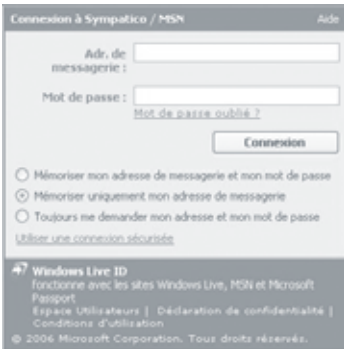 Connexion à Sympatico / MSN Aide
Adr. de
messagerie :
Mot de passe :
Mot de passe oublié ?
Connexion
Mémoriser mon adresse de messagerie et mon mot de passe
Mémoriser uniquement mon adresse de messagerie
Toujours me demander mon adresse et mon mot de passe
Utiliser une connexion sécurisée
Windows Live ID
fonctionne avec les sites Windows Live, MSN et Microsoft
Passport
Espace Utilisateurs | Déclaration de confidentialité |
Conditions d'utilisation
© 2006 Microsoft Corporation. Tous droits réservés.